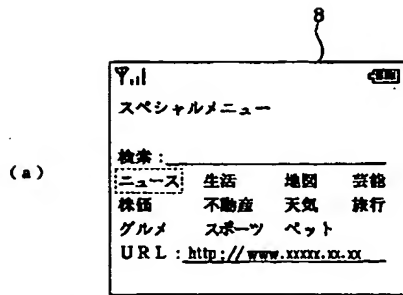 8
スペシャルメニュー
検索：
(a)
ニュース 生活 地図 芸能
株価 不動産 天気 旅行
グルメ スポーツ ペット
URL：http://www.xxxxx.xx.xx